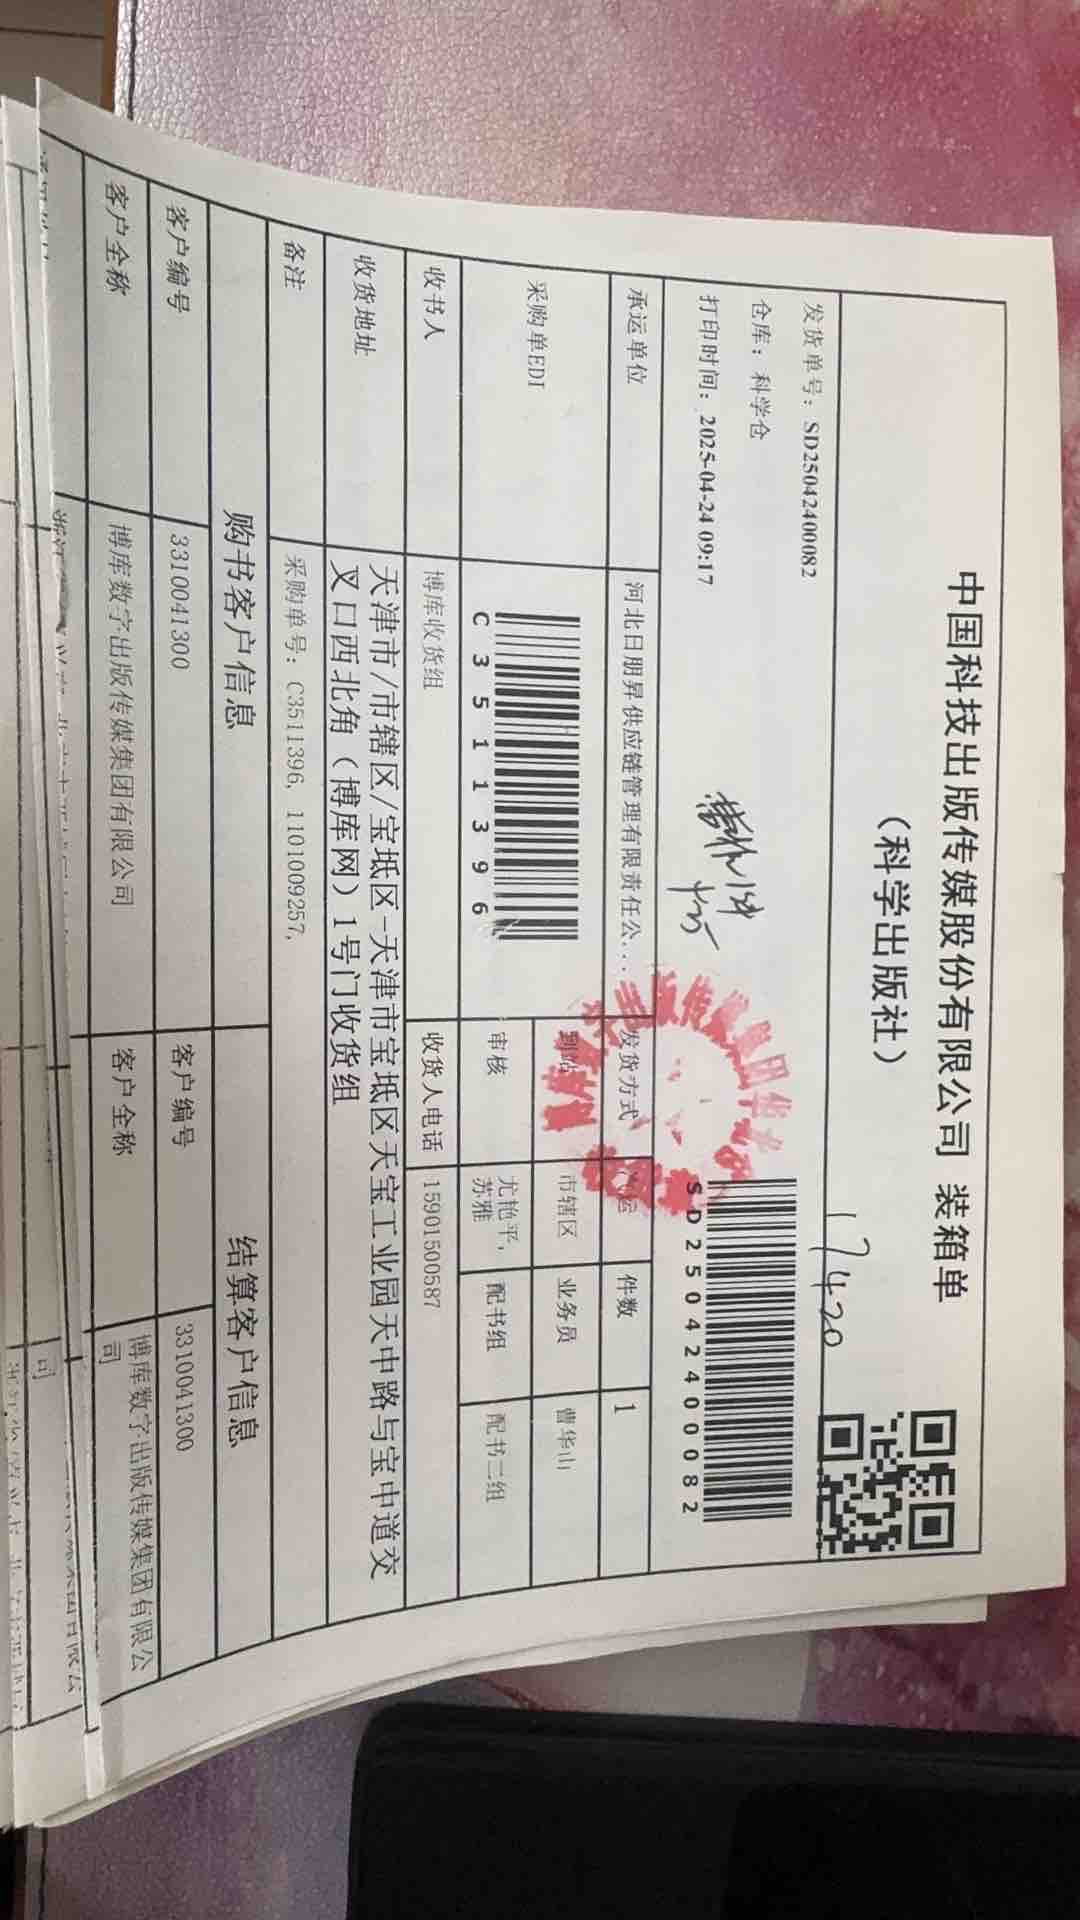 中国科技出版传媒股份有限公司 装箱单
（科学出版社）
17420
发货单号：SD2504240082
仓库：科学仓
打印时间：2025-04-24 09:17
SD2504240082
承运单位 河北日朋昇供应链管理有限责任公... 发货方式 件数 1
采购单EDI C3511396 到站 市辖区 业务员 曹华山
审核 尤艳平, 苏雅 配书组 配书二组
收书人 博库收货组 收货人电话 15901500587
收货地址 天津市/市辖区/宝坻区-天津市宝坻区天宝工业园天中路与宝中道交
叉口西北角（博库网）1号门收货组
备注 采购单号：C3511396, 1101009257,
购书客户信息 结算客户信息
客户编号 3310041300 客户编号 3310041300
客户全称 博库数字出版传媒集团有限公司 客户全称 博库数字出版传媒集团有限公
司